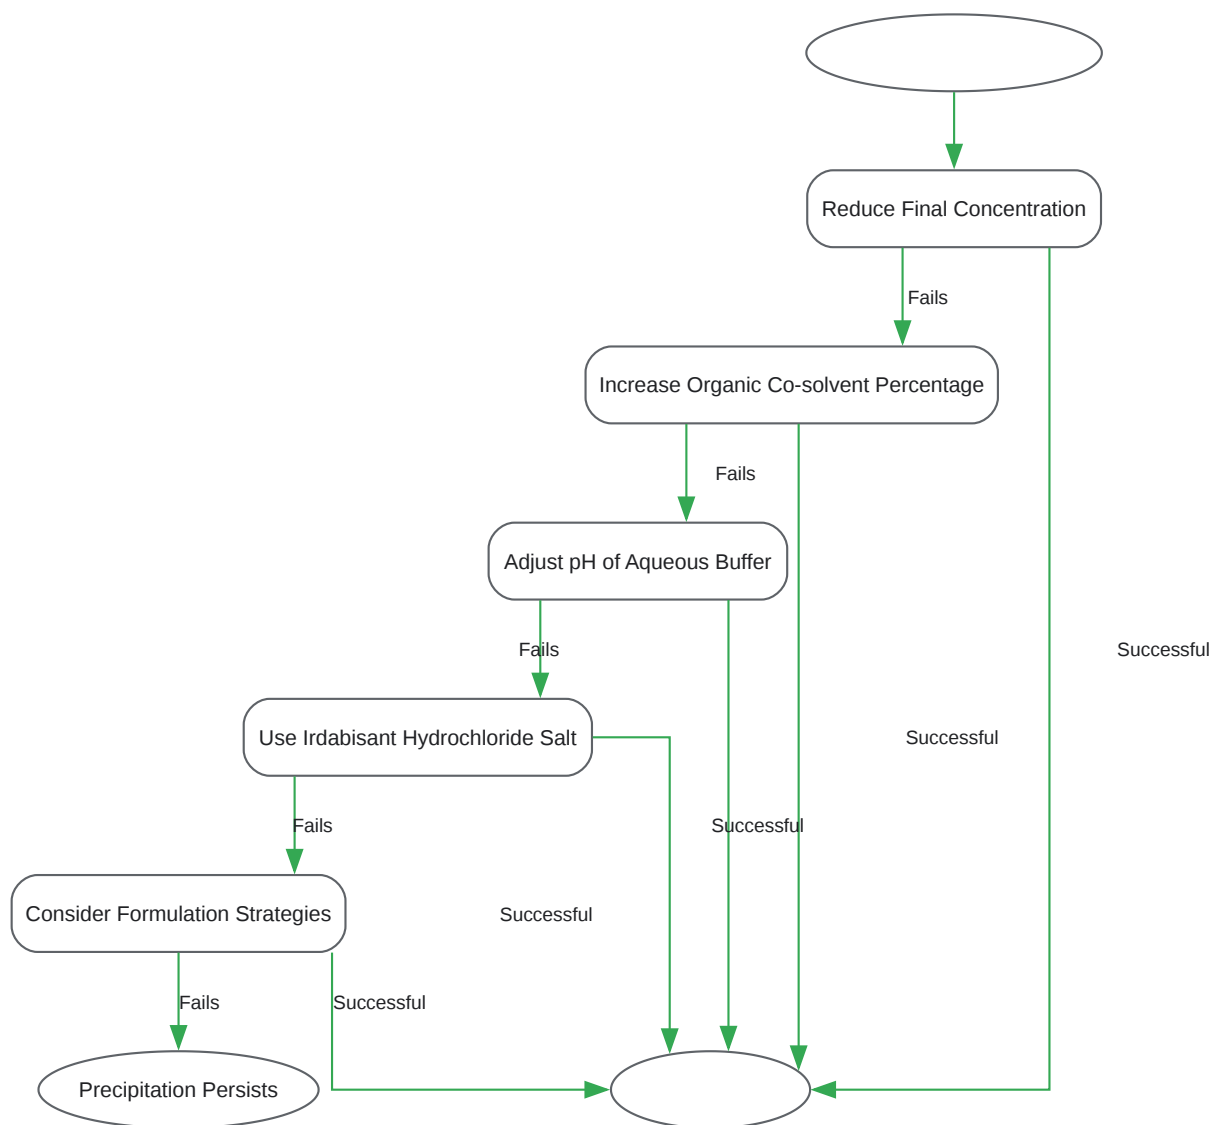 Reduce Final Concentration
Fails
Increase Organic Co-solvent Percentage
Fails
Adjust pH of Aqueous Buffer
Fails
Successful
Use Irdabisant Hydrochloride Salt
Successful
Fails
Successful
Consider Formulation Strategies
Successful
Fails
Successful
Precipitation Persists